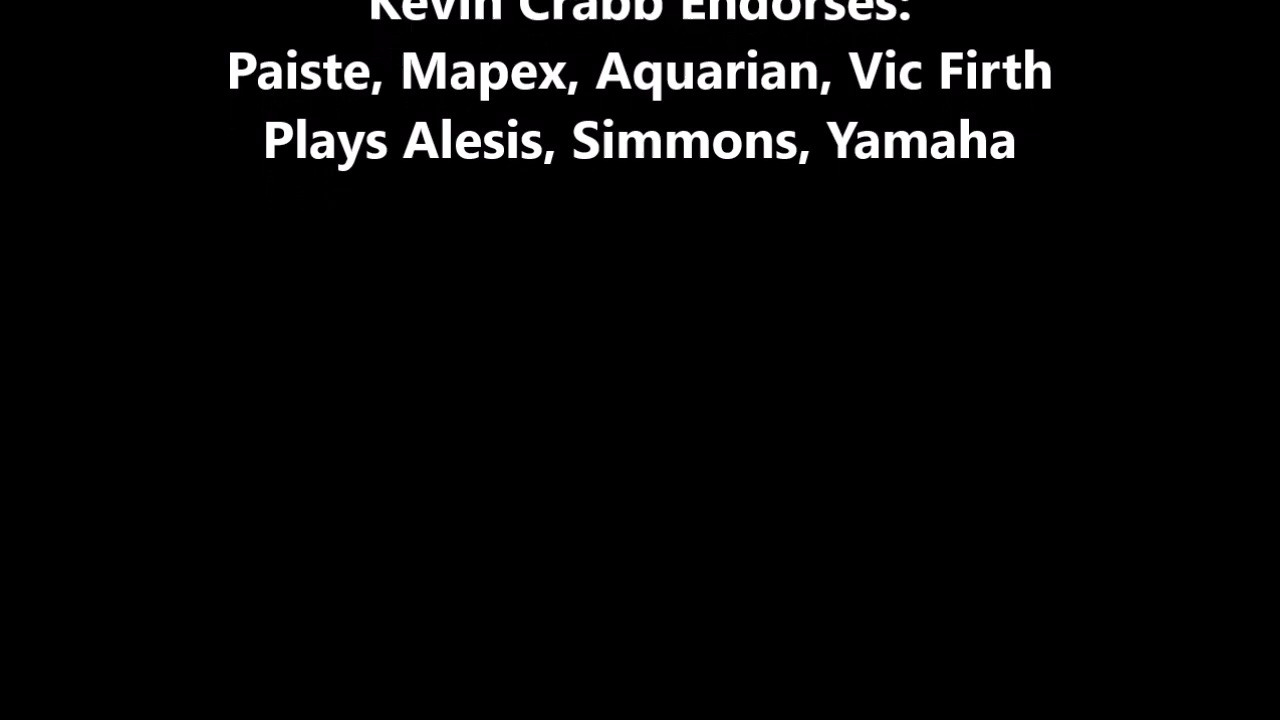 Kevin Crabb Endorses:
Paiste, Mapex, Aquarian, Vic Firth
Plays Alesis, Simmons, Yamaha